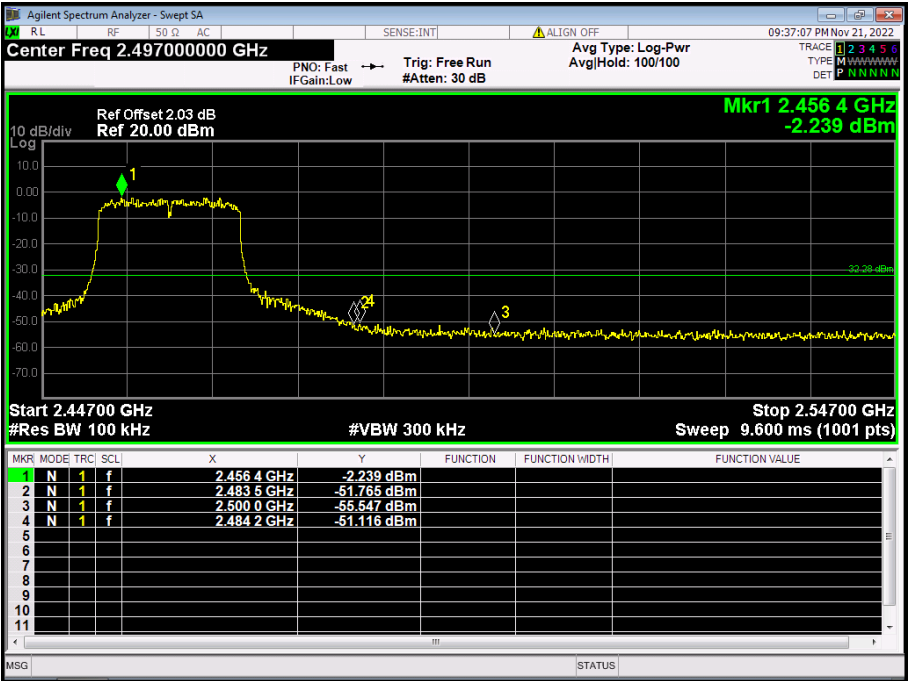 Agilent Spectrum Analyzer - Swept SA
LXI RL RF 50 Ω AC SENSE:INT ALIGN OFF 09:37:07 PM Nov 21, 2022
Center Freq 2.497000000 GHz
PNO: Fast
IFGain:Low
Trig: Free Run
#Atten: 30 dB
Avg Type: Log-Pwr
Avg|Hold: 100/100
TRACE 1 2 3 4 5 6
TYPE M WWWWW
DET P N N N N N
Mkr1 2.456 4 GHz
-2.239 dBm
Ref Offset 2.03 dB
10 dB/div Ref 20.00 dBm
Log
10.0
0.00
-10.0
-20.0
-30.0
-40.0
-50.0
-60.0
-70.0
1
24
3
-32.28 dBm
Start 2.44700 GHz Stop 2.54700 GHz
#Res BW 100 kHz #VBW 300 kHz Sweep 9.600 ms (1001 pts)
MKR MODE TRC SCL X Y FUNCTION FUNCTION WIDTH FUNCTION VALUE
1 N 1 f 2.456 4 GHz -2.239 dBm
2 N 1 f 2.483 5 GHz -51.765 dBm
3 N 1 f 2.500 0 GHz -55.547 dBm
4 N 1 f 2.484 2 GHz -51.116 dBm
5
6
7
8
9
10
11
MSG STATUS